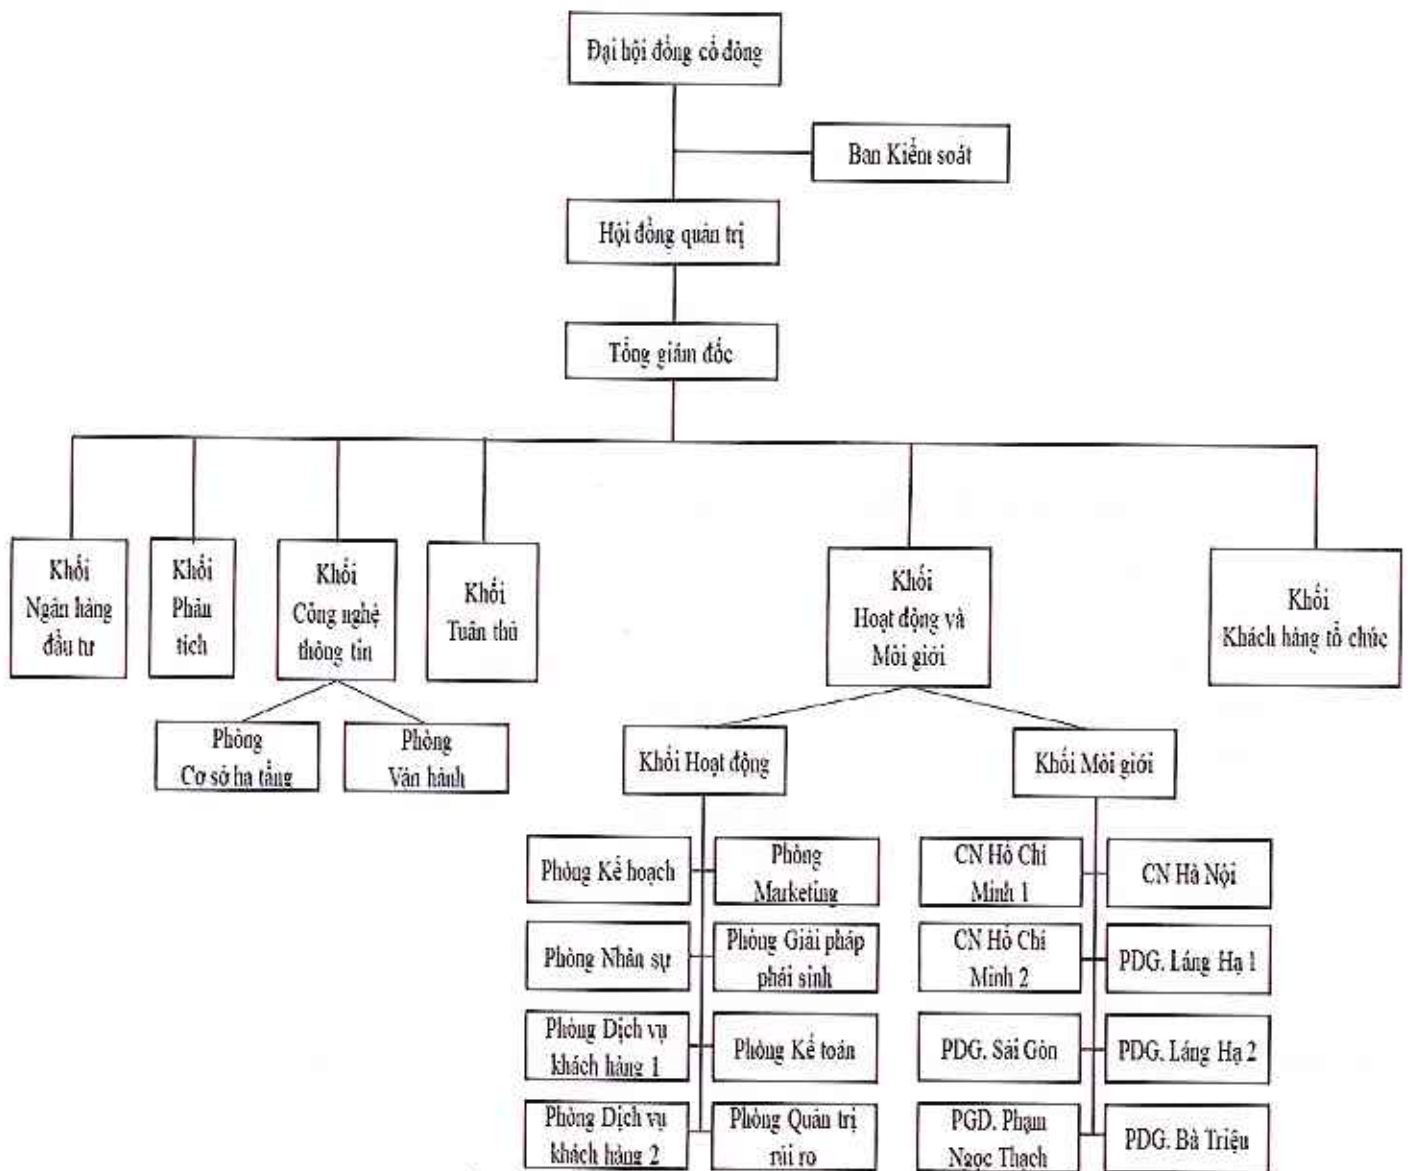 Đại hội đồng cổ đông
Ban Kiểm soát
Hội đồng quản trị
Tổng giám đốc
Khối
Ngân hàng
đầu tư
Khối
Phân
tích
Khối
Công nghệ
thông tin
Khối
Tuân thủ
Khối
Hoạt động và
Môi giới
Khối
Khách hàng tổ chức
Phòng
Cơ sở hạ tầng
Phòng
Vận hành
Khối Hoạt động
Khối Môi giới
Phòng Kế hoạch
Phòng
Marketing
Phòng Nhân sự
Phòng Giải pháp
phái sinh
Phòng Dịch vụ
khách hàng 1
Phòng Kế toán
Phòng Dịch vụ
khách hàng 2
Phòng Quản trị
rủi ro
CN Hồ Chí
Minh 1
CN Hà Nội
CN Hồ Chí
Minh 2
PDG. Láng Hạ 1
PDG. Sài Gòn
PDG. Láng Hạ 2
PGD. Phạm
Ngọc Thạch
PDG. Bà Triệu